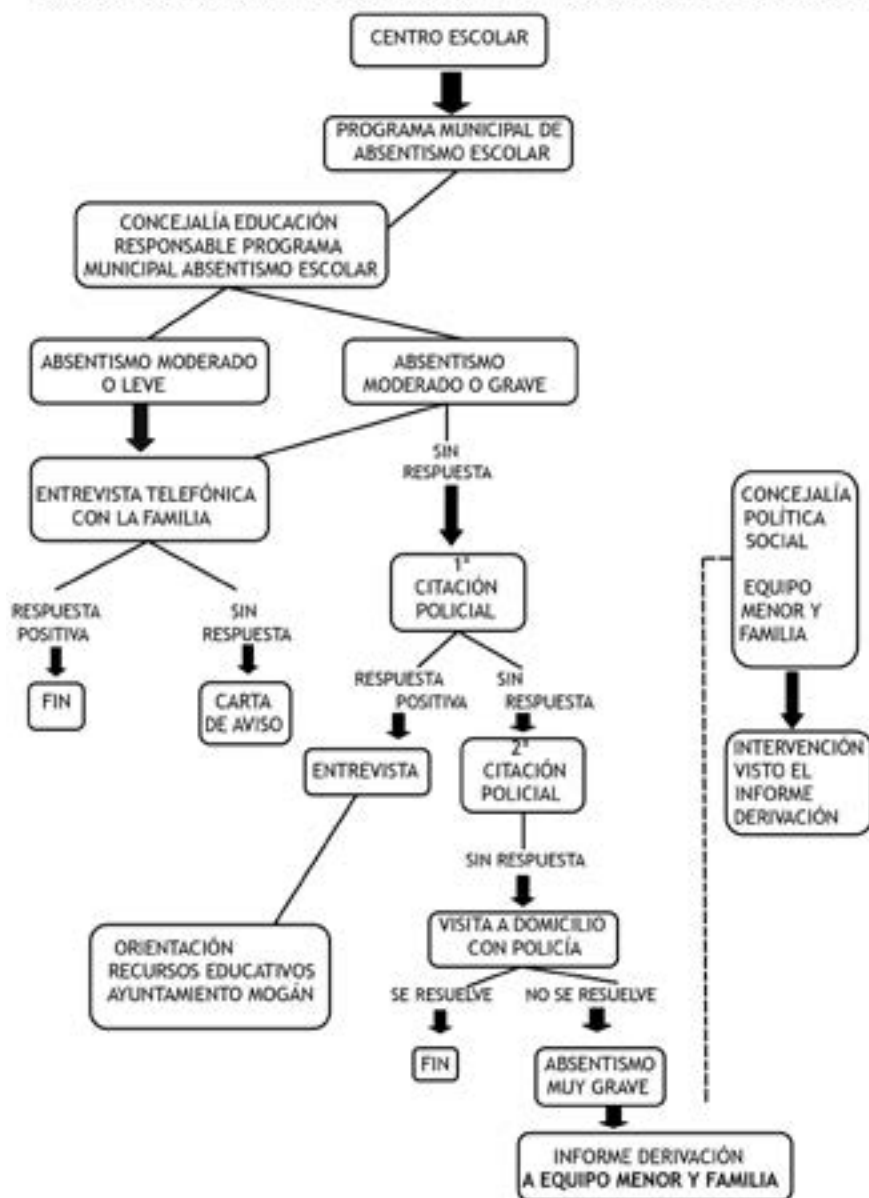 CENTRO ESCOLAR
PROGRAMA MUNICIPAL DE
ABSENTISMO ESCOLAR
CONCEJALÍA EDUCACIÓN
RESPONSABLE PROGRAMA
MUNICIPAL ABSENTISMO ESCOLAR
ABSENTISMO MODERADO
O LEVE
ABSENTISMO
MODERADO O GRAVE
SIN
RESPUESTA
ENTREVISTA TELEFÓNICA
CON LA FAMILIA
CONCEJALÍA
POLÍTICA
SOCIAL
EQUIPO
MENOR Y
FAMILIA
1ª
CITACIÓN
POLICIAL
RESPUESTA
POSITIVA
SIN
RESPUESTA
FIN
CARTA
DE AVISO
RESPUESTA
POSITIVA
SIN
RESPUESTA
ENTREVISTA
2ª
CITACIÓN
POLICIAL
INTERVENCIÓN
VISTO EL
INFORME
DERIVACIÓN
SIN RESPUESTA
ORIENTACIÓN
RECURSOS EDUCATIVOS
AYUNTAMIENTO MOGÁN
VISITA A DOMICILIO
CON POLICÍA
SE RESUELVE
NO SE RESUELVE
FIN
ABSENTISMO
MUY GRAVE
INFORME DERIVACIÓN
A EQUIPO MENOR Y FAMILIA